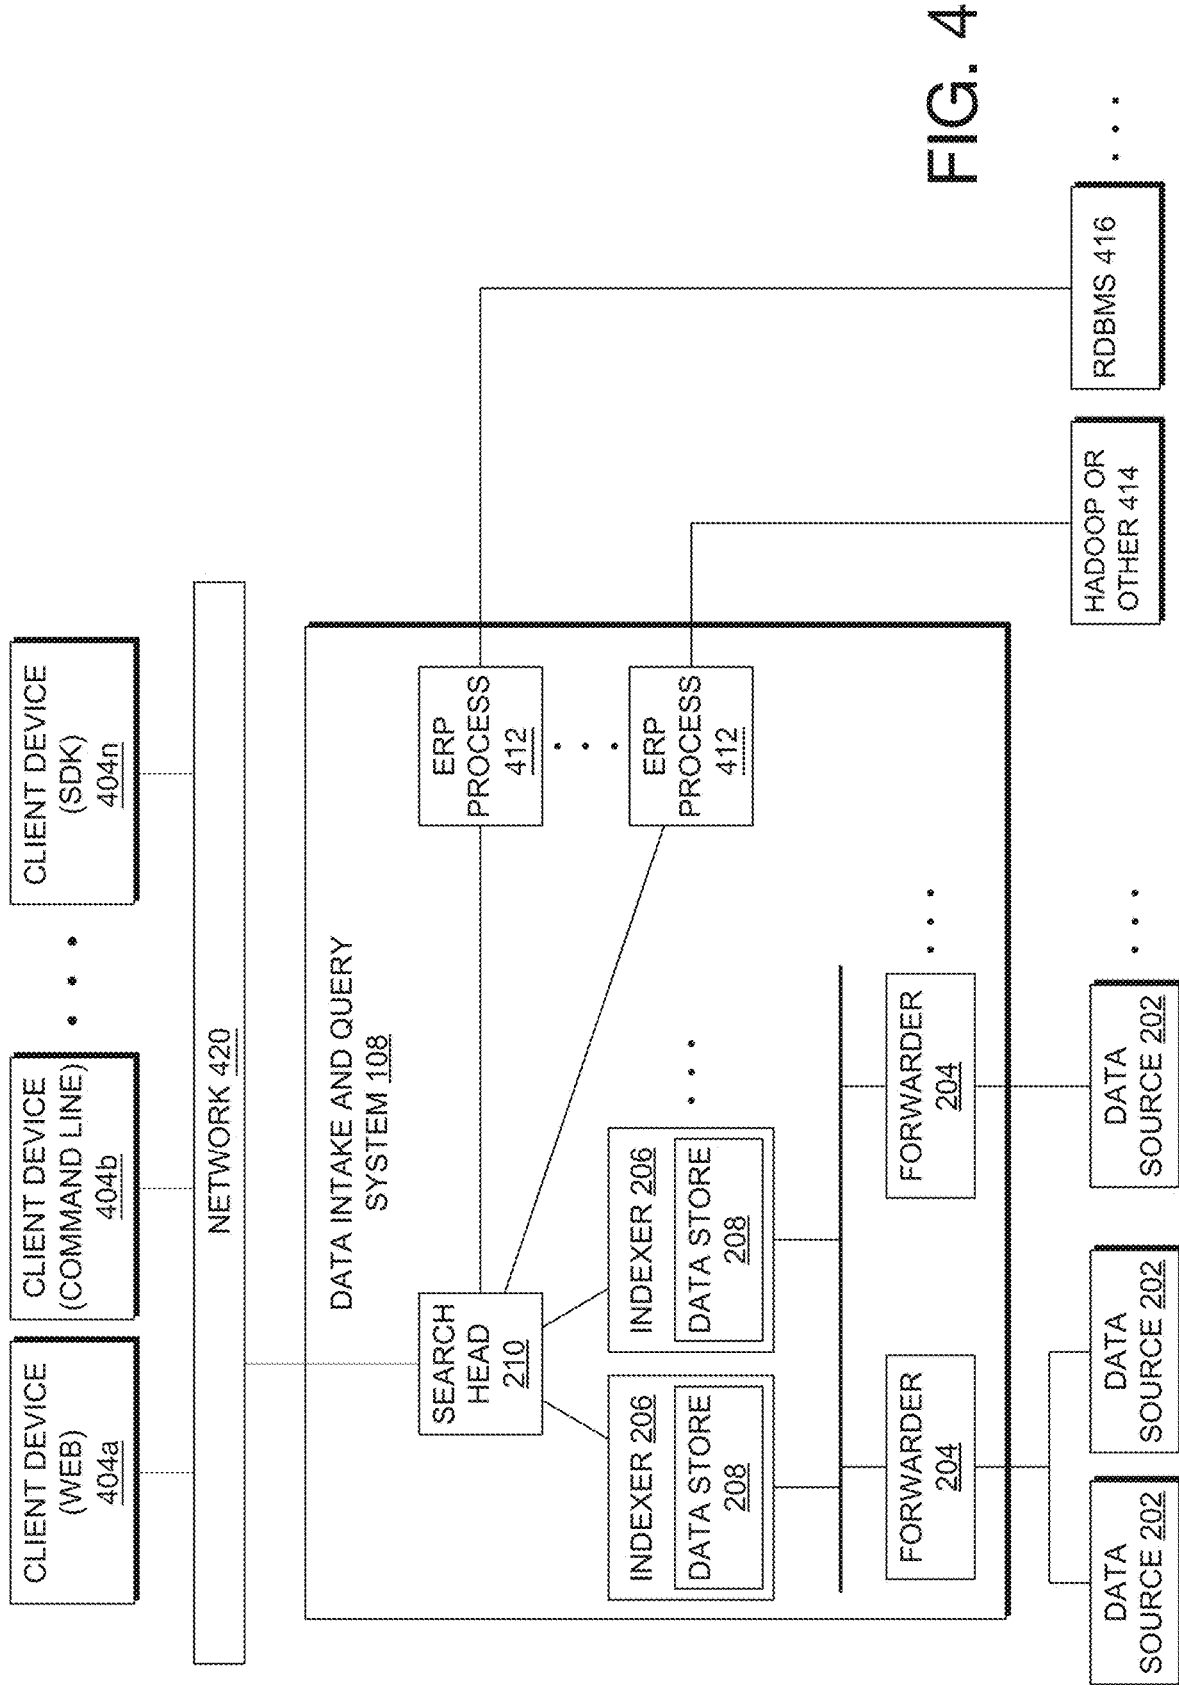 CLIENT DEVICE
(WEB)
404a
CLIENT DEVICE
(COMMAND LINE)
404b
CLIENT DEVICE
(SDK)
404n
NETWORK 420
DATA INTAKE AND QUERY
SYSTEM 108
SEARCH
HEAD
210
ERP
PROCESS
412
ERP
PROCESS
412
INDEXER 206
DATA STORE
208
INDEXER 206
DATA STORE
208
FORWARDER
204
FORWARDER
204
DATA
SOURCE 202
DATA
SOURCE 202
DATA
SOURCE 202
HADOOP OR
OTHER 414
RDBMS 416
FIG. 4